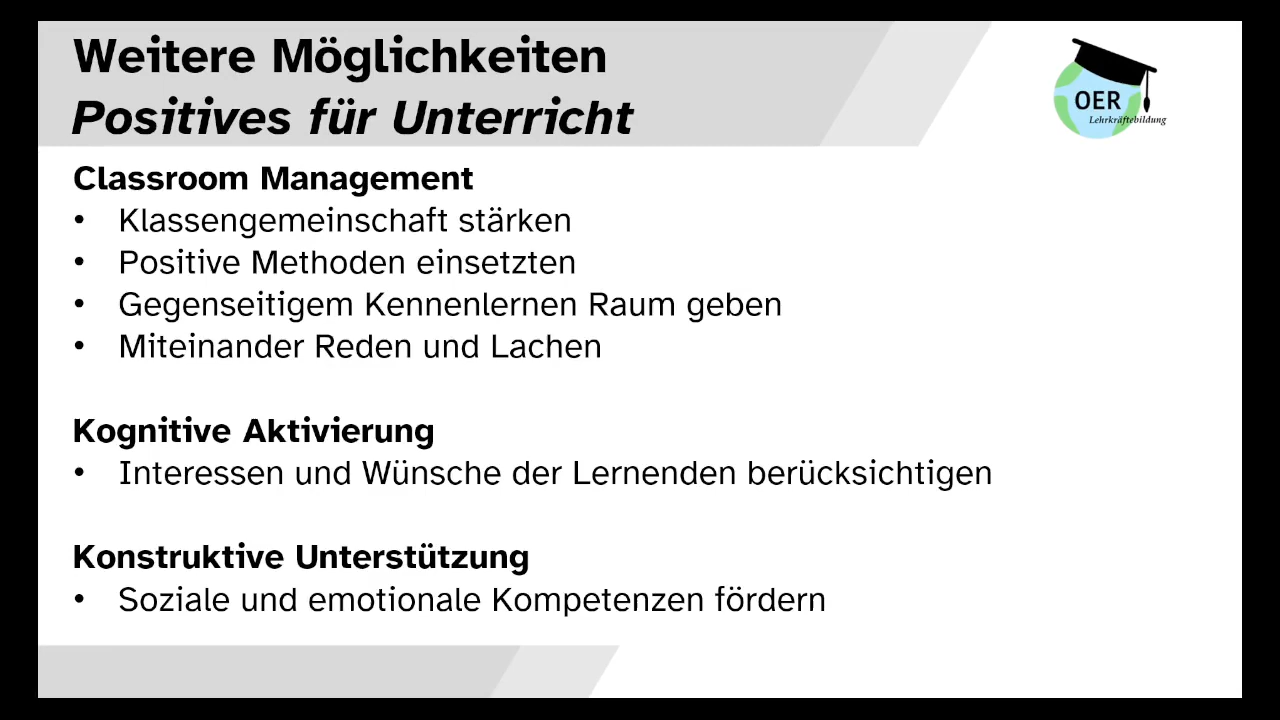 Weitere Möglichkeiten
Positives für Unterricht
OER
Lehrkräftebildung
Classroom Management
• Klassengemeinschaft stärken
• Positive Methoden einsetzten
• Gegenseitigem Kennenlernen Raum geben
• Miteinander Reden und Lachen
Kognitive Aktivierung
• Interessen und Wünsche der Lernenden berücksichtigen
Konstruktive Unterstützung
• Soziale und emotionale Kompetenzen fördern